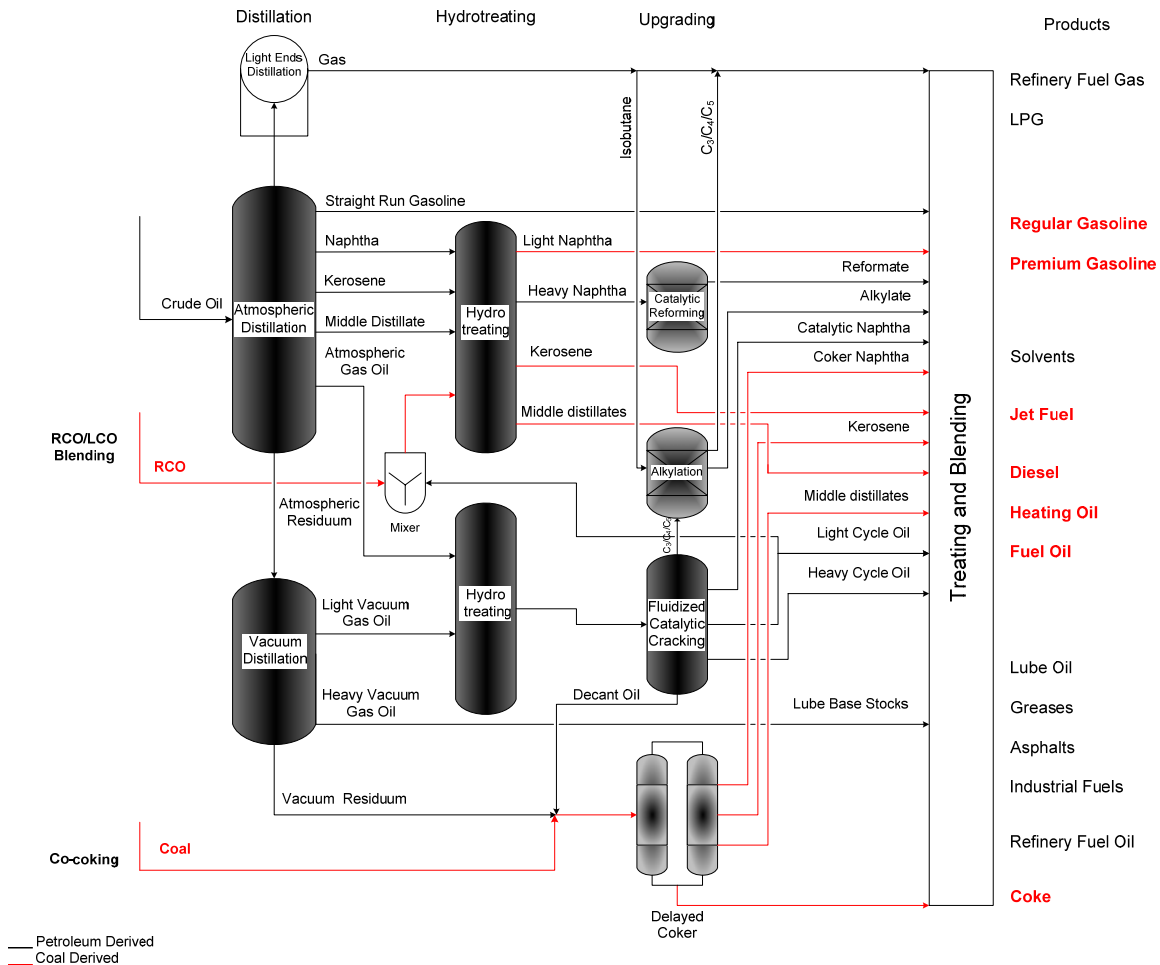 Distillation
Hydrotreating
Upgrading
Products
Light Ends
Distillation
Gas
Refinery Fuel Gas
LPG
Isobutane
C3/C4/C5
Straight Run Gasoline
Regular Gasoline
Naphtha
Light Naphtha
Premium Gasoline
Reformate
Kerosene
Heavy Naphtha
Catalytic
Reforming
Alkylate
Crude Oil
Atmospheric
Distillation
Middle Distillate
Hydro
treating
Catalytic Naphtha
Atmospheric
Gas Oil
Kerosene
Coker Naphtha
Solvents
Middle distillates
Jet Fuel
Kerosene
RCO/LCO
Blending
RCO
Alkylation
Diesel
Atmospheric
Residuum
Mixer
Middle distillates
Heating Oil
Light Cycle Oil
Fuel Oil
Heavy Cycle Oil
Treating and Blending
Light Vacuum
Gas Oil
Hydro
treating
Fluidized
Catalytic
Cracking
Vacuum
Distillation
Lube Oil
Heavy Vacuum
Gas Oil
Decant Oil
Lube Base Stocks
Greases
Asphalts
Vacuum Residuum
Industrial Fuels
Co-coking
Coal
Refinery Fuel Oil
Coke
Delayed
Coker
Petroleum Derived
Coal Derived